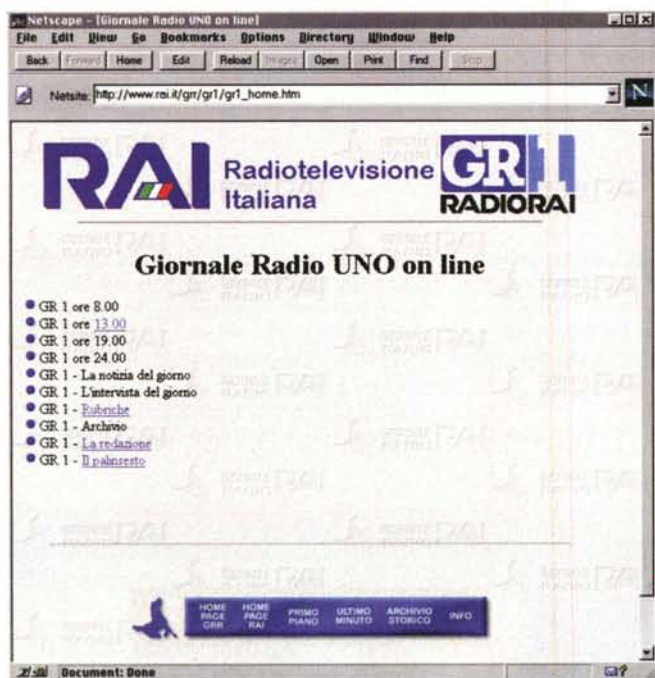 Netscape - [Giornale Radio UNO on line]
File Edit View Go Bookmarks Options Directory Window Help
Back Forward Home Edit Reload Images Open Print Find Stop
Netsite: http://www.rai.it/grr/gr1/gr1_home.htm
N
RAI Radiotelevisione Italiana
GR1
RADIORAI
Giornale Radio UNO on line
GR 1 ore 8.00
GR 1 ore 13.00
GR 1 ore 19.00
GR 1 ore 24.00
GR 1 - La notizia del giorno
GR 1 - L'intervista del giorno
GR 1 - Rubriche
GR 1 - Archivio
GR 1 - La redazione
GR 1 - Il palinsesto
HOME PAGE GRR
HOME PAGE RAI
PRIMO PIANO
ULTIMO MINUTO
ARCHIVIO STORICO
INFO
Document: Done